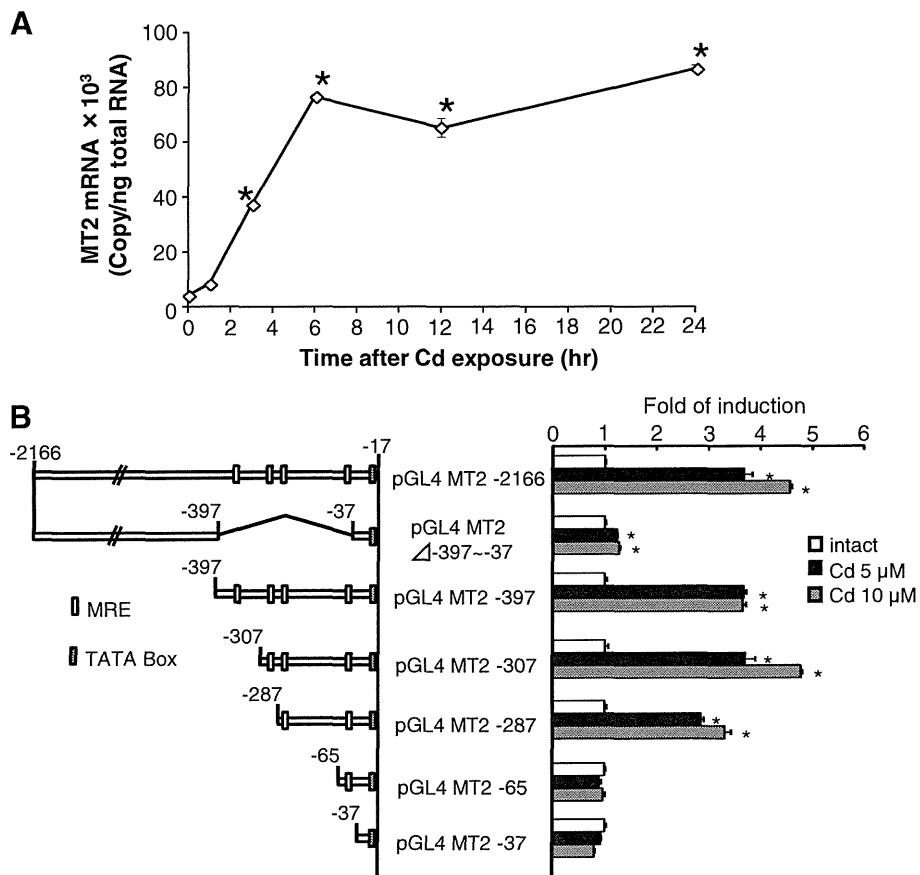 A
MT2 mRNA ×10³
(Copy/ng total RNA)
100
80
60
40
20
0
*
*
*
*
0 2 4 6 8 10 12 14 16 18 20 22 24
Time after Cd exposure (hr)
B
Fold of induction
0 1 2 3 4 5 6
-2166
-17
pGL4 MT2 -2166
*
*
-397
-37
pGL4 MT2
⊿-397~-37
*
*
-397
pGL4 MT2 -397
*
*
-307
pGL4 MT2 -307
*
*
-287
pGL4 MT2 -287
*
*
-65
pGL4 MT2 -65
-37
pGL4 MT2 -37
MRE
TATA Box
intact
Cd 5 µM
Cd 10 µM